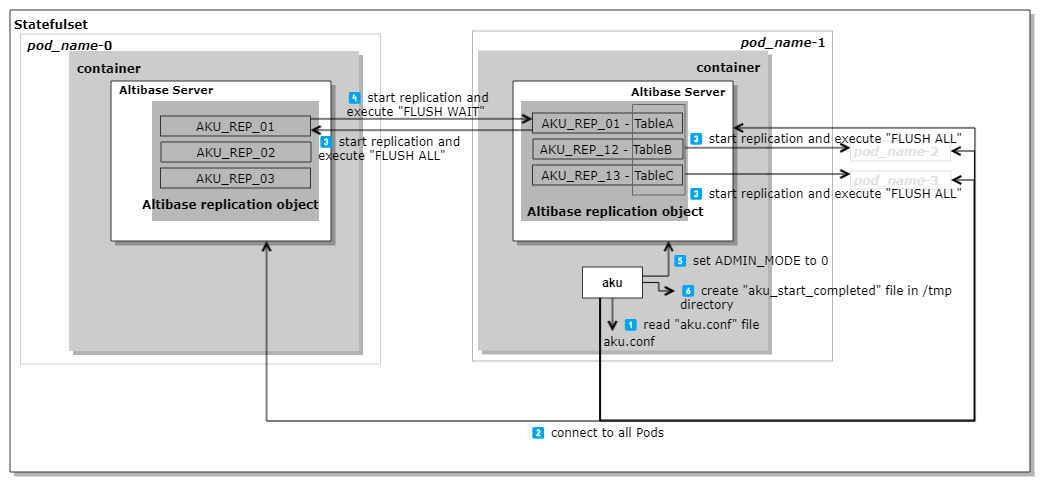 Statefulset
pod_name-0
container
Altibase Server
AKU_REP_01
AKU_REP_02
AKU_REP_03
Altibase replication object
4 start replication and
execute "FLUSH WAIT"
3 start replication and
execute "FLUSH ALL"
pod_name-1
container
Altibase Server
AKU_REP_01 - TableA
AKU_REP_12 - TableB
AKU_REP_13 - TableC
Altibase replication object
3 start replication and execute "FLUSH ALL"
pod_name-2
pod_name-3
3 start replication and execute "FLUSH ALL"
5 set ADMIN_MODE to 0
aku
6 create "aku_start_completed" file in /tmp
directory
1 read "aku.conf" file
aku.conf
2 connect to all Pods